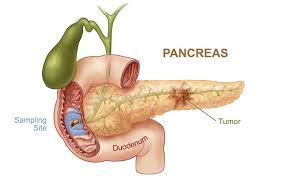 PANCREAS
Sampling
Site
Tumor
Duodenum